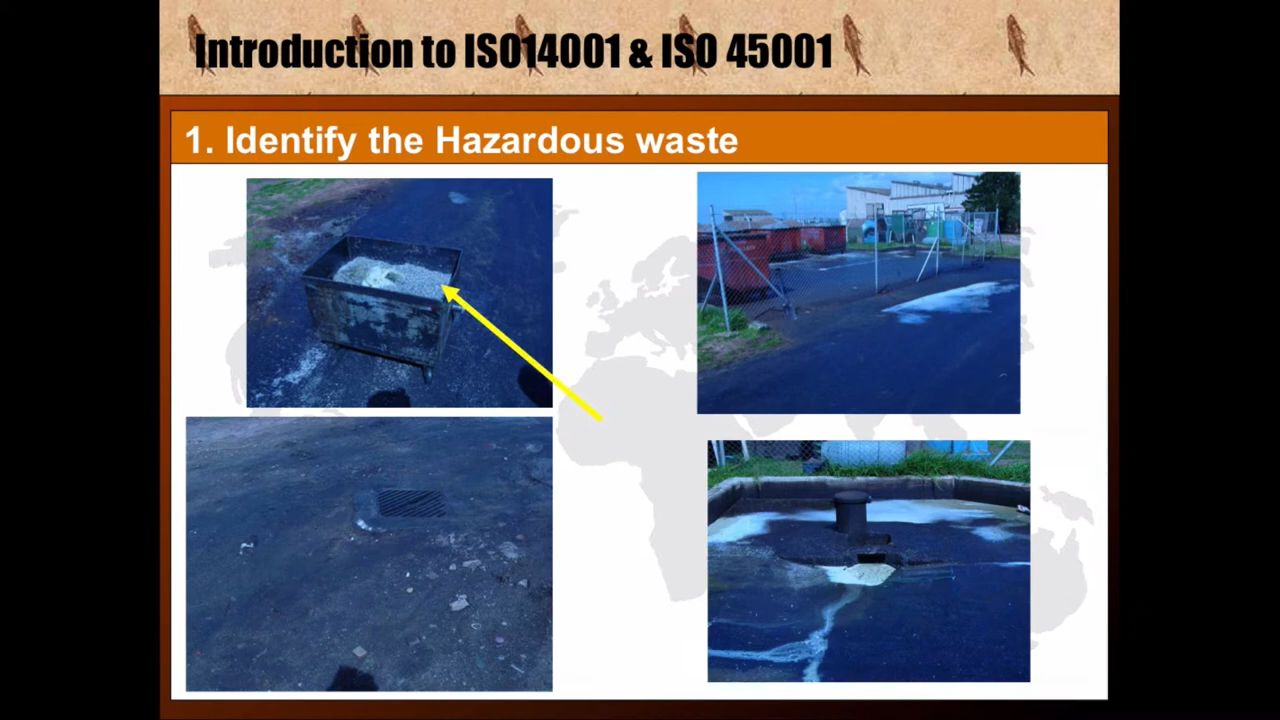 Introduction to ISO14001 & ISO 45001
1. Identify the Hazardous waste